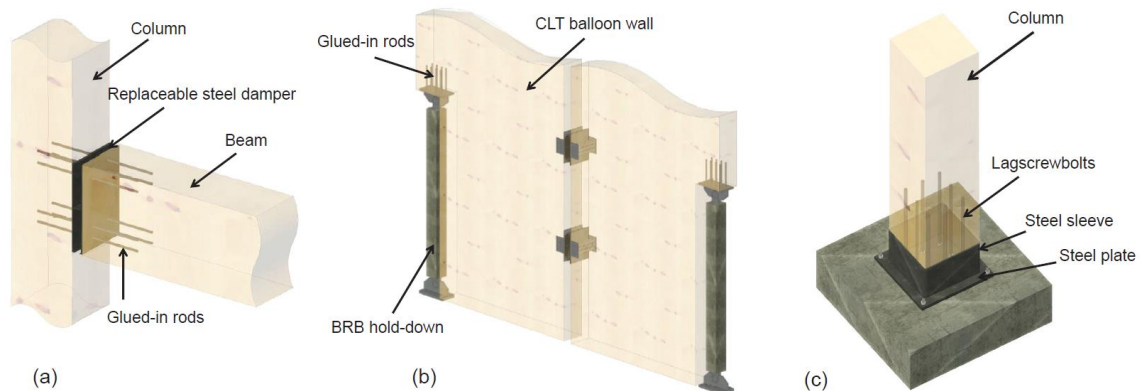 Column
Replaceable steel damper
Beam
Glued-in rods
(a)
CLT balloon wall
Glued-in rods
BRB hold-down
(b)
Column
Lagscrewbolts
Steel sleeve
Steel plate
(c)